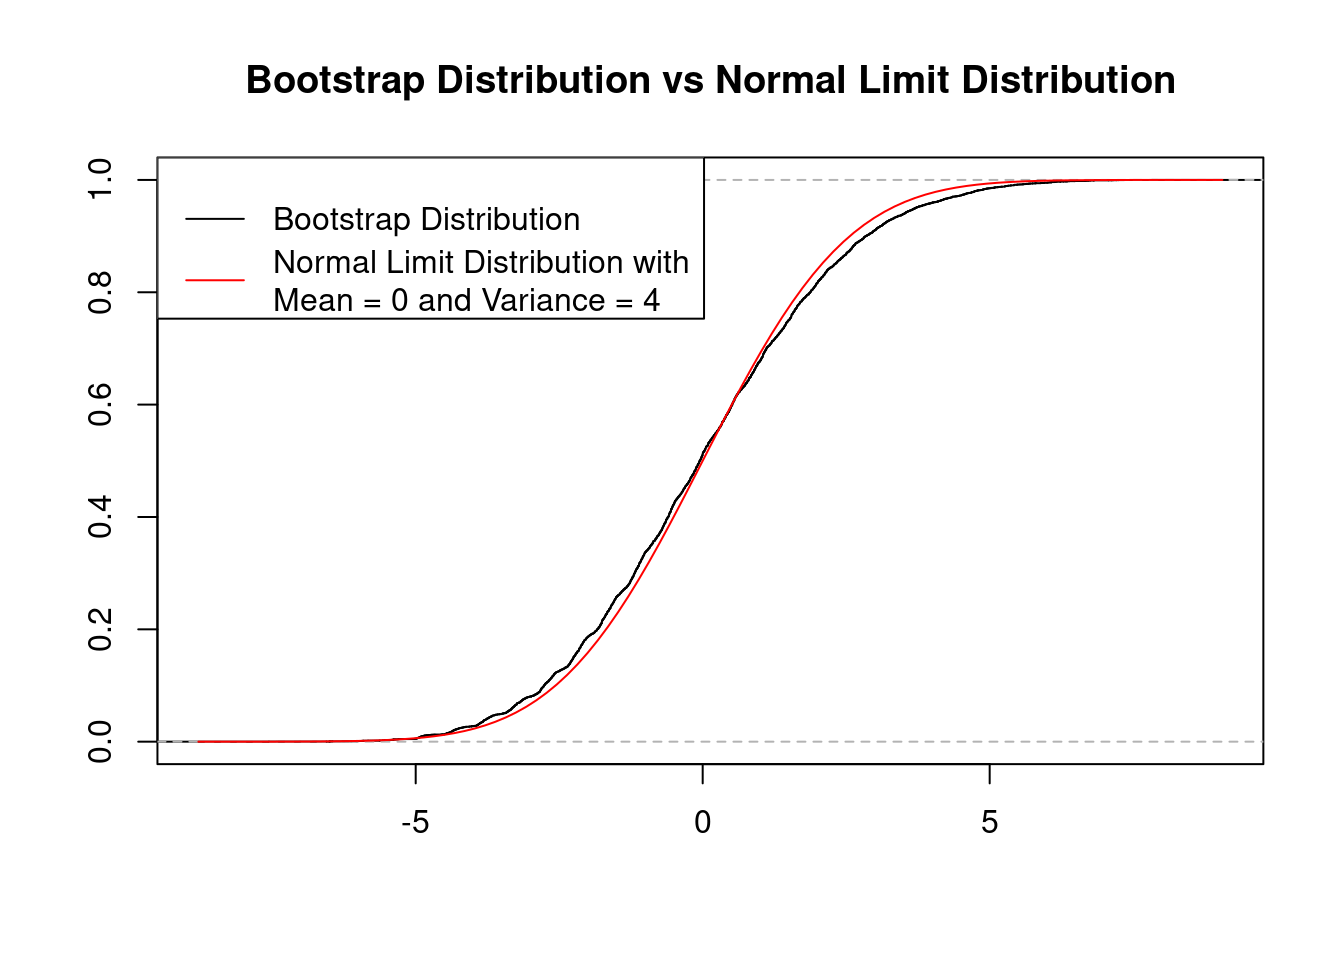 Bootstrap Distribution vs Normal Limit Distribution
Bootstrap Distribution
Normal Limit Distribution with
Mean = 0 and Variance = 4
1.0
0.8
0.6
0.4
0.2
0.0
-5
0
5